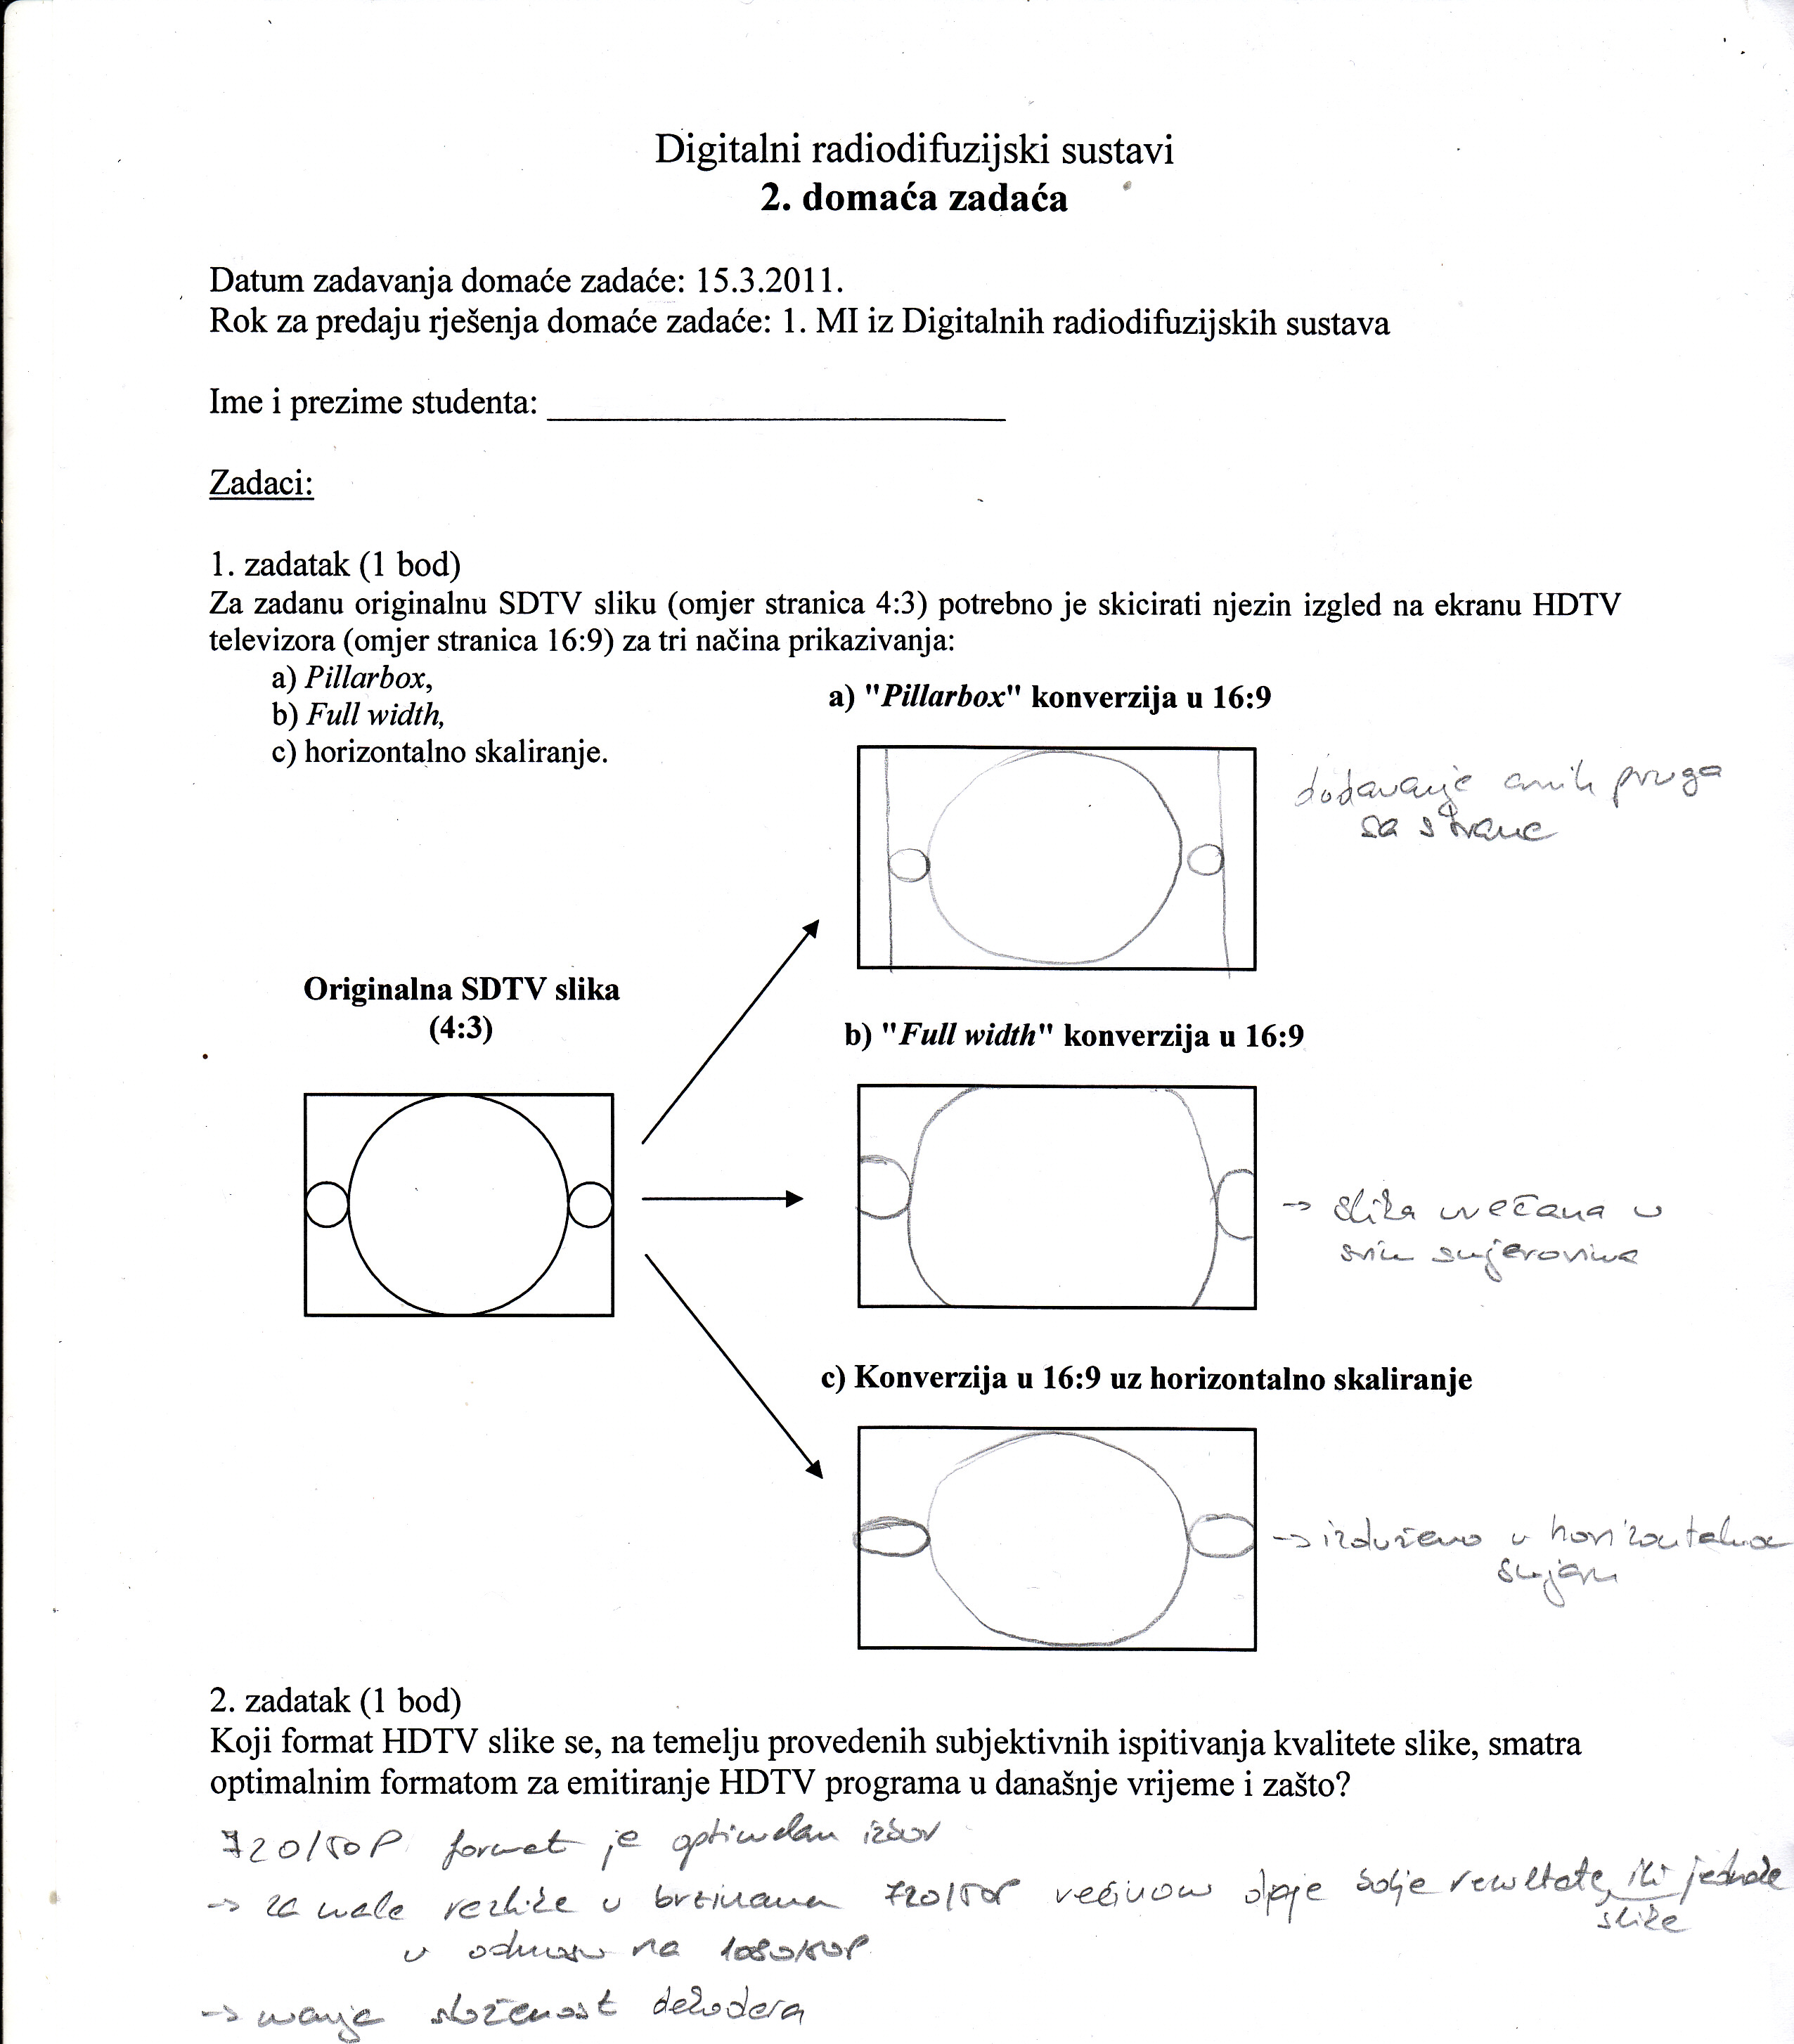 Digitalni radiodifuzijski sustavi
2. domaća zadaća
Datum zadavanja domaće zadaće: 15.3.2011.
Rok za predaju rješenja domaće zadaće: 1. MI iz Digitalnih radiodifuzijskih sustava
Ime i prezime studenta:
Zadaci:
1. zadatak (1 bod)
Za zadanu originalnu SDTV sliku (omjer stranica 4:3) potrebno je skicirati njezin izgled na ekranu HDTV
televizora (omjer stranica 16:9) za tri načina prikazivanja:
a) Pillarbox,
b) Full width,
c) horizontalno skaliranje.
a) "Pillarbox" konverzija u 16:9
dodavanje crnih pruga
sa strane
Originalna SDTV slika
(4:3)
b) "Full width" konverzija u 16:9
→ slika uvećana u
svim smjerovima
c) Konverzija u 16:9 uz horizontalno skaliranje
→ izduženo u horizontalnom
smjeru
2. zadatak (1 bod)
Koji format HDTV slike se, na temelju provedenih subjektivnih ispitivanja kvalitete slike, smatra
optimalnim formatom za emitiranje HDTV programa u današnje vrijeme i zašto?
720/50P format je optimalan izbor
→ za male razlike u brzinama 720/50P većinom daje bolje rezultate, ili jednake
slike
u odnosu na 1080/50P
→ manja složenost dekodera